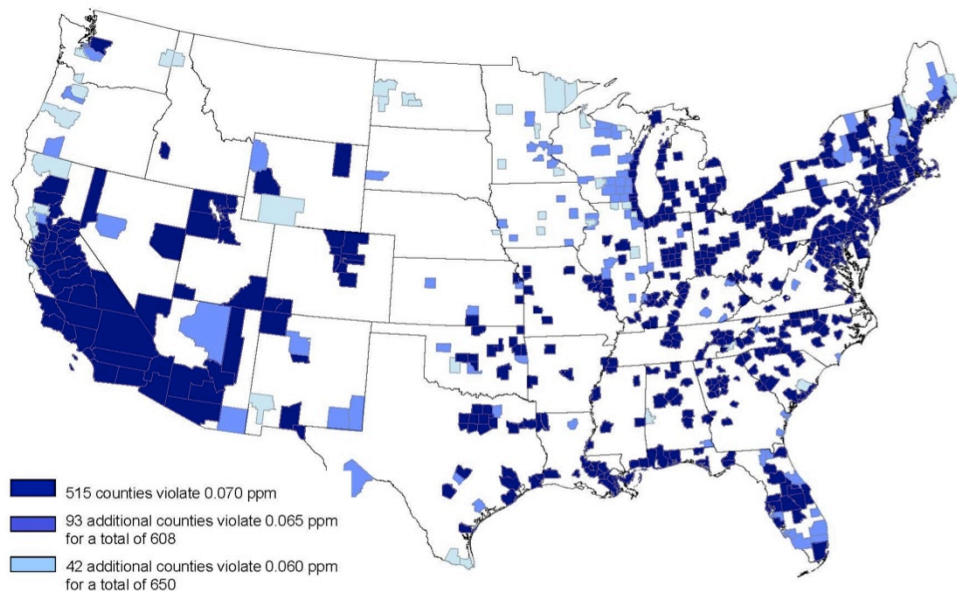 515 counties violate 0.070 ppm
93 additional counties violate 0.065 ppm
for a total of 608
42 additional counties violate 0.060 ppm
for a total of 650